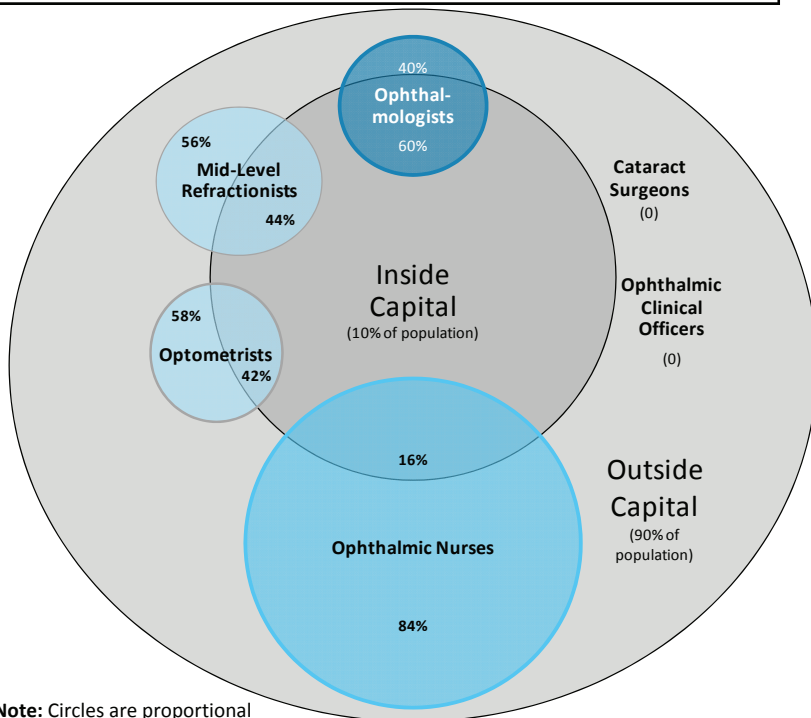 40%
Ophthal-
mologists
60%
56%
Mid-Level
Refractionists
44%
Cataract
Surgeons
(0)
Inside
Capital
(10% of population)
Ophthalmic
Clinical
Officers
(0)
58%
Optometrists
42%
16%
Outside
Capital
(90% of
population)
Ophthalmic Nurses
84%
Note: Circles are proportional